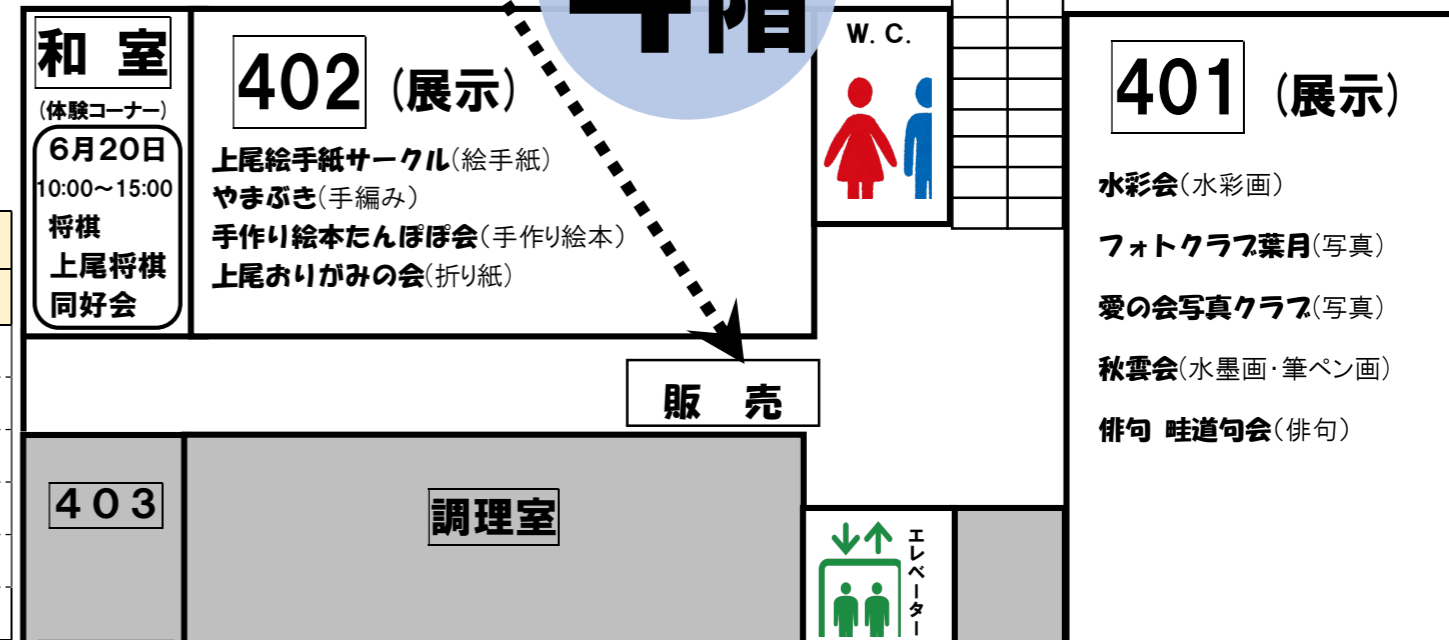 4階
和 室
(体験コーナー)
6月20日
10:00～15:00
将棋
上尾将棋
同好会
402 (展示)
上尾絵手紙サークル(絵手紙)
やまぶき(手編み)
手作り絵本たんぽぽ会(手作り絵本)
上尾おりがみの会(折り紙)
W.C.
401 (展示)
水彩会(水彩画)
フォトクラブ葉月(写真)
愛の会写真クラブ(写真)
秋雲会(水墨画・筆ペン画)
俳句 畦道句会(俳句)
販 売
403
調理室
エレベーター